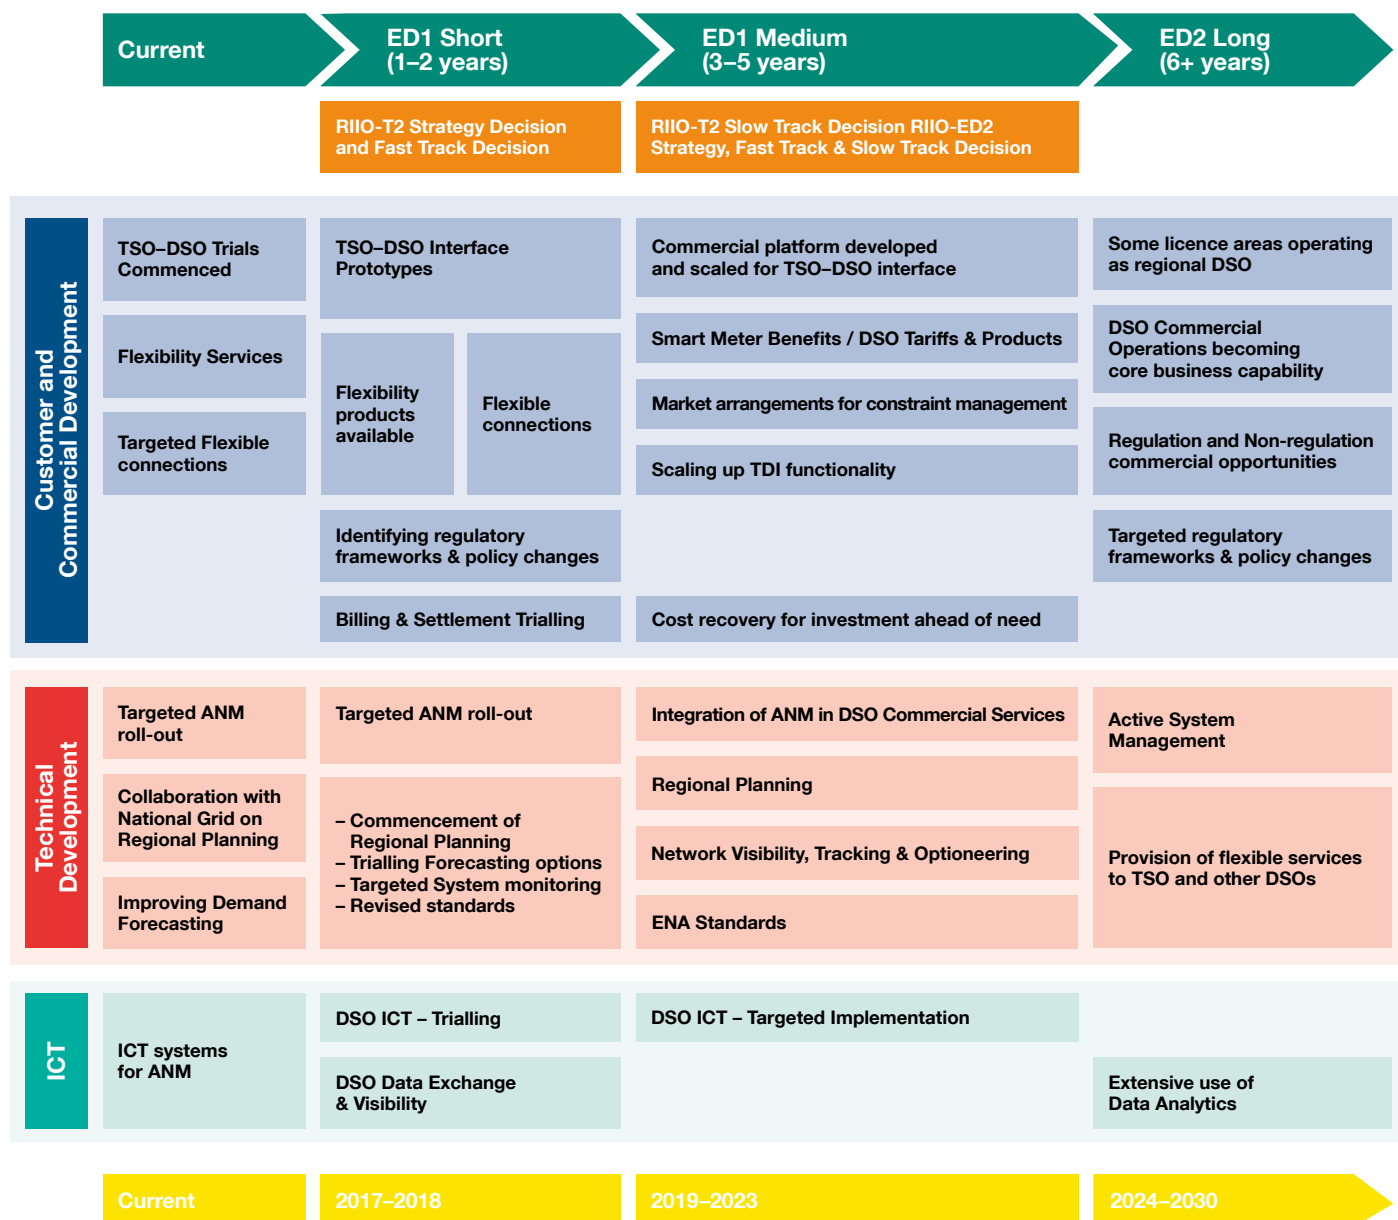 Current
ED1 Short
(1–2 years)
ED1 Medium
(3–5 years)
ED2 Long
(6+ years)
RIIO-T2 Strategy Decision
and Fast Track Decision
RIIO-T2 Slow Track Decision RIIO-ED2
Strategy, Fast Track & Slow Track Decision
Customer and
Commercial Development
TSO–DSO Trials
Commenced
Flexibility Services
Targeted Flexible
connections
TSO–DSO Interface
Prototypes
Flexibility
products
available
Flexible
connections
Identifying regulatory
frameworks & policy changes
Billing & Settlement Trialling
Commercial platform developed
and scaled for TSO–DSO interface
Smart Meter Benefits / DSO Tariffs & Products
Market arrangements for constraint management
Scaling up TDI functionality
Cost recovery for investment ahead of need
Some licence areas operating
as regional DSO
DSO Commercial
Operations becoming
core business capability
Regulation and Non-regulation
commercial opportunities
Targeted regulatory
frameworks & policy changes
Technical
Development
Targeted ANM
roll-out
Collaboration with
National Grid on
Regional Planning
Improving Demand
Forecasting
Targeted ANM roll-out
– Commencement of
Regional Planning
– Trialling Forecasting options
– Targeted System monitoring
– Revised standards
Integration of ANM in DSO Commercial Services
Regional Planning
Network Visibility, Tracking & Optioneering
ENA Standards
Active System
Management
Provision of flexible services
to TSO and other DSOs
ICT
ICT systems
for ANM
DSO ICT – Trialling
DSO Data Exchange
& Visibility
DSO ICT – Targeted Implementation
Extensive use of
Data Analytics
Current
2017–2018
2019–2023
2024–2030